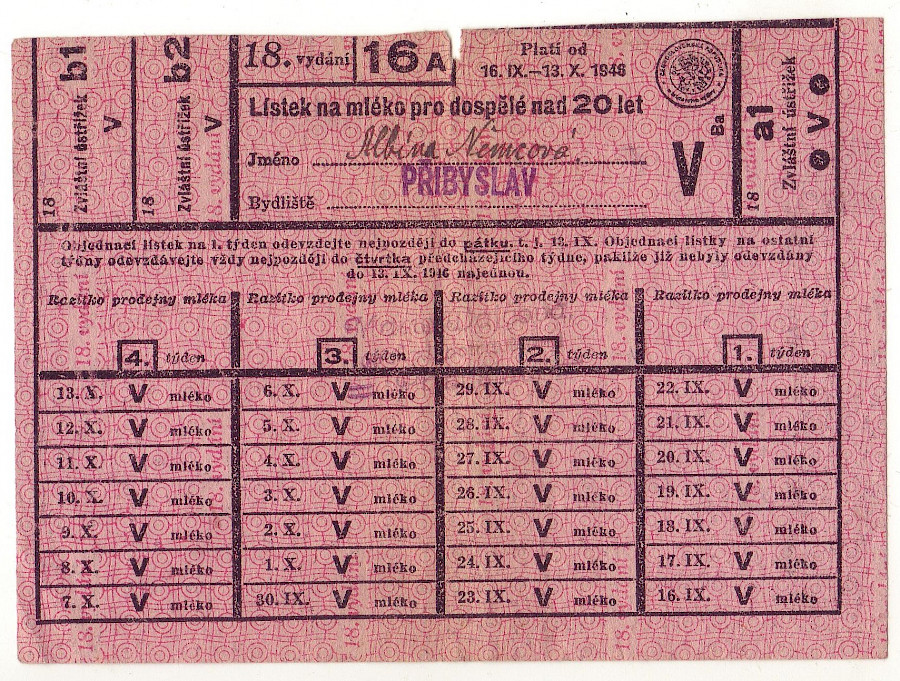 b1
Zvláštní ústřižek
V
18
b2
Zvláštní ústřižek
V
18
18. vydání
16 A
Platí od
16. IX.—13. X. 1946
Lístek na mléko pro dospělé nad 20 let
Jméno Albína Němcová
PŘIBYSLAV
Bydliště
V
Ba
18
a1
Zvláštní ústřižek
V
Objednací lístek na 1. týden odevzdejte nejpozději do pátku, t. j. 13. IX. Objednací lístky na ostatní
týdny odevzdávejte vždy nejpozději do čtvrtka předcházejícího týdne, pakliže již nebyly odevzdány
do 13. IX. 1946 najednou.
Razítko prodejny mléka Razítko prodejny mléka Razítko prodejny mléka Razítko prodejny mléka
4. týden 3. týden 2. týden 1. týden
13. X. V mléko 6. X. V mléko 29. IX. V mléko 22. IX. V mléko
12. X. V mléko 5. X. V mléko 28. IX. V mléko 21. IX. V mléko
11. X. V mléko 4. X. V mléko 27. IX. V mléko 20. IX. V mléko
10. X. V mléko 3. X. V mléko 26. IX. V mléko 19. IX. V mléko
9. X. V mléko 2. X. V mléko 25. IX. V mléko 18. IX. V mléko
8. X. V mléko 1. X. V mléko 24. IX. V mléko 17. IX. V mléko
7. X. V mléko 30. IX. V mléko 23. IX. V mléko 16. IX. V mléko